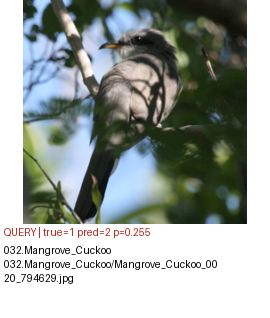 QUERY | true=1 pred=2 p=0.255
032.Mangrove_Cuckoo
032.Mangrove_Cuckoo/Mangrove_Cuckoo_00
20_794629.jpg